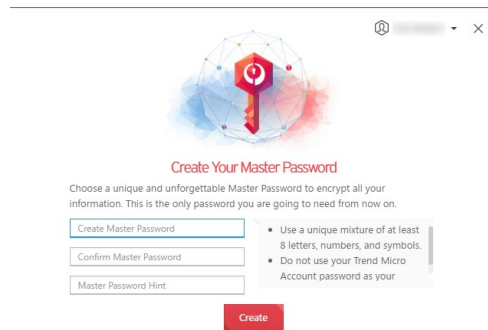 Create Your Master Password
Choose a unique and unforgettable Master Password to encrypt all your
information. This is the only password you are going to need from now on.
Create Master Password
Confirm Master Password
Master Password Hint
• Use a unique mixture of at least
8 letters, numbers, and symbols.
• Do not use your Trend Micro
Account password as your
Create